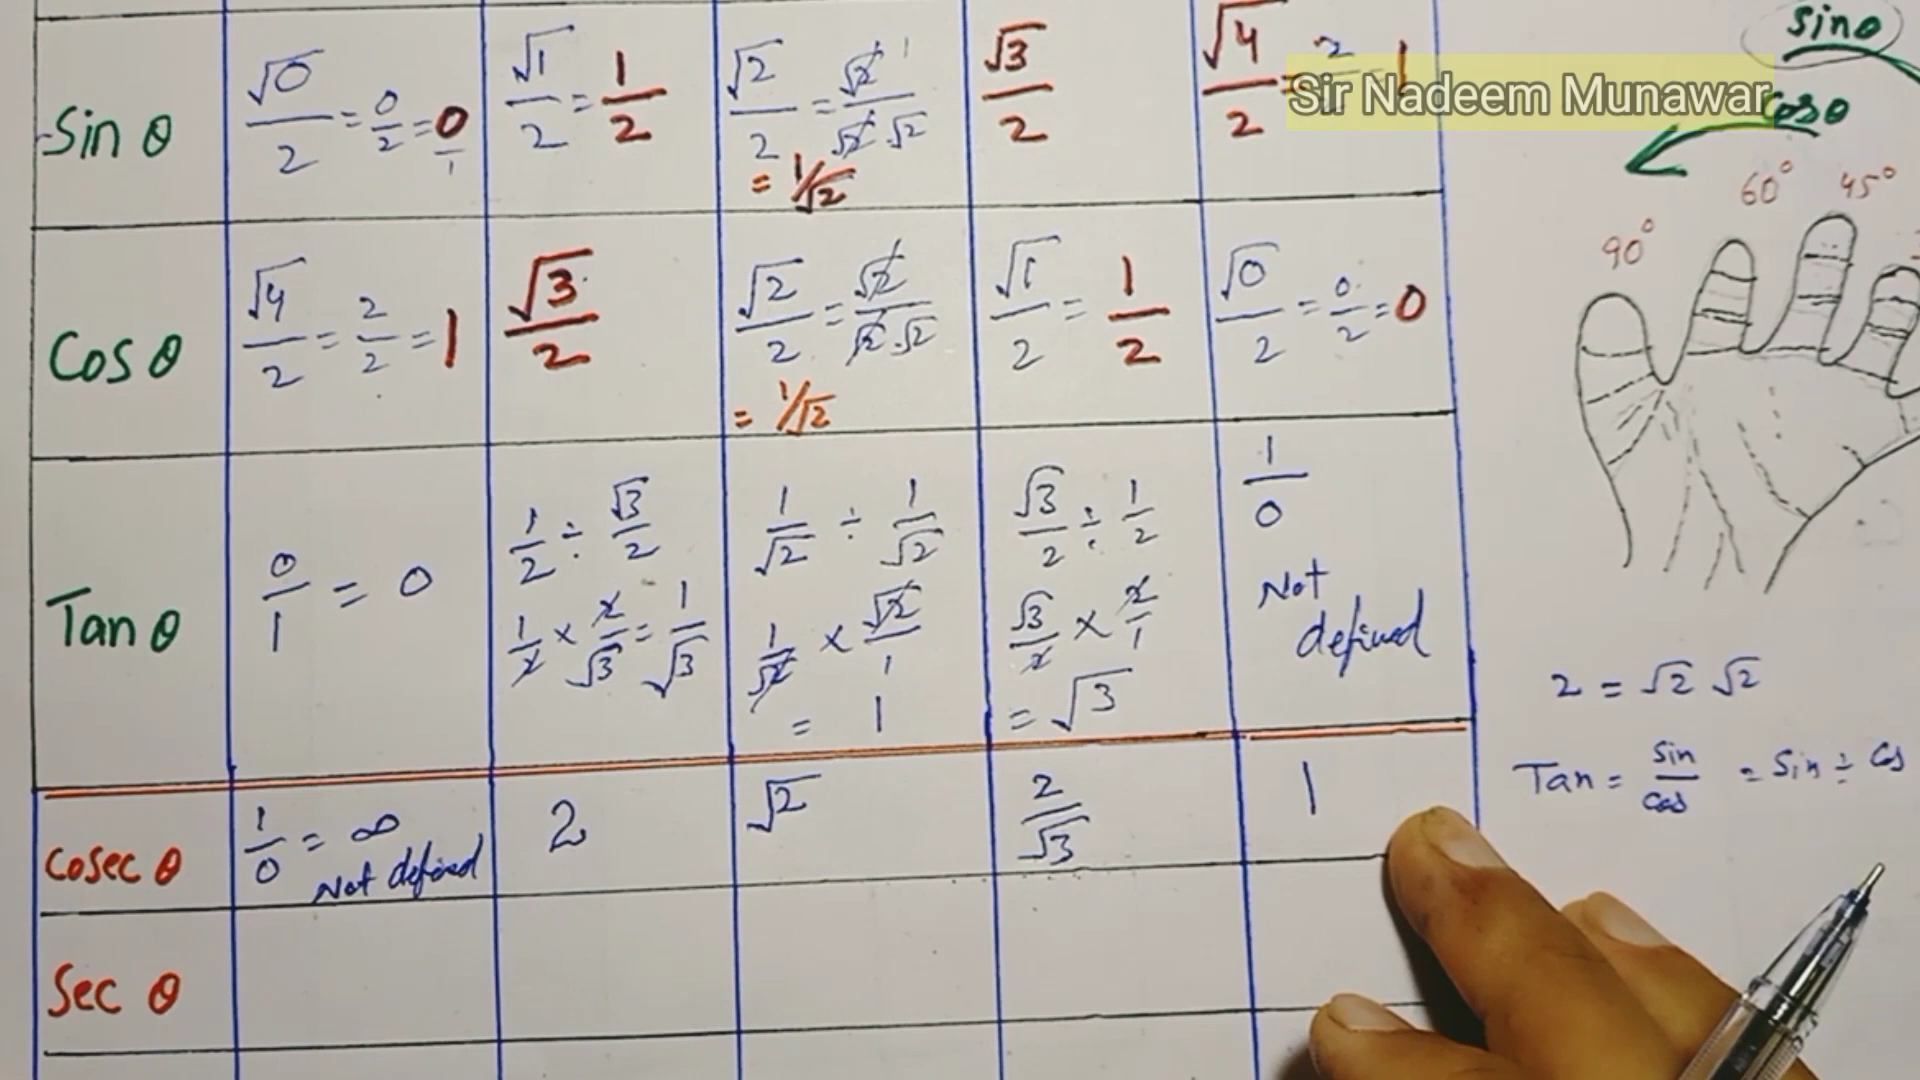 Sin θ
√0/2 = 0/2 = 0/1
√1/2 = 1/2
√2/2 = √2 1/√2 · √2
= 1/√2
√3/2
√4/2 = 2 = 1
Sir Nadeem Munawar
sinθ
cosθ
90° 60° 45°
Cos θ
√4/2 = 2/2 = 1
√3/2
√2/2 = √2/√2 · √2
= 1/√2
√1/2 = 1/2
√0/2 = 0/2 = 0
Tan θ
0/1 = 0
1/2 ÷ √3/2
1/2 × 2/√3 = 1/√3
1/√2 ÷ 1/√2
1/√2 × √2/1
= 1
√3/2 ÷ 1/2
√3/2 × 2/1
= √3
1/0
Not
defined
2 = √2 √2
Tan = Sin/Cos = Sin ÷ Cos
Cosec θ
1/0 = ∞
Not defined
2
√2
2/√3
1
Sec θ